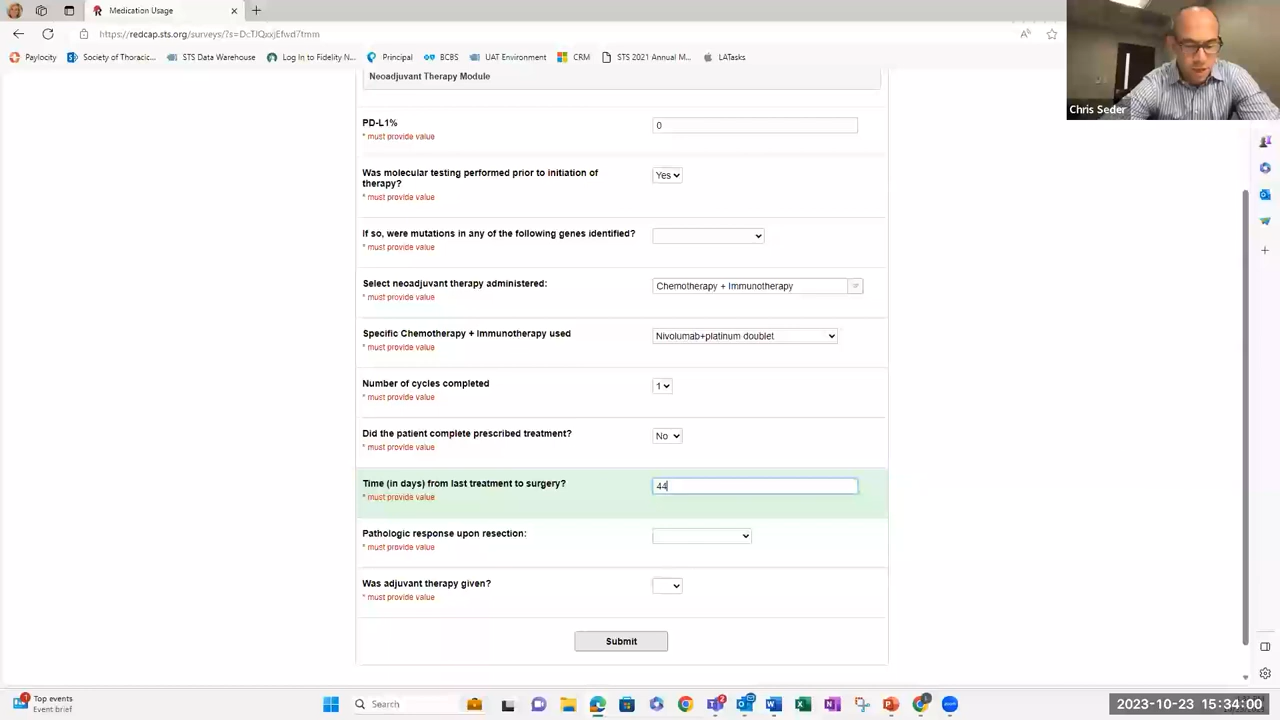 Medication Usage
https://redcap.sts.org/surveys/?s=DcTJQxxjEfwd7tmm
Paylocity
Society of Thoracic...
STS Data Warehouse
Log In to Fidelity N...
Principal
BCBS
UAT Environment
CRM
STS 2021 Annual M...
LATasks
Chris Seder
Neoadjuvant Therapy Module
PD-L1%
* must provide value
0
Was molecular testing performed prior to initiation of
therapy?
* must provide value
Yes
If so, were mutations in any of the following genes identified?
* must provide value
Select neoadjuvant therapy administered:
* must provide value
Chemotherapy + Immunotherapy
Specific Chemotherapy + Immunotherapy used
* must provide value
Nivolumab+platinum doublet
Number of cycles completed
* must provide value
1
Did the patient complete prescribed treatment?
* must provide value
No
Time (in days) from last treatment to surgery?
* must provide value
44
Pathologic response upon resection:
* must provide value
Was adjuvant therapy given?
* must provide value
Submit
Top events
Event brief
Search
2023-10-23 15:34:00